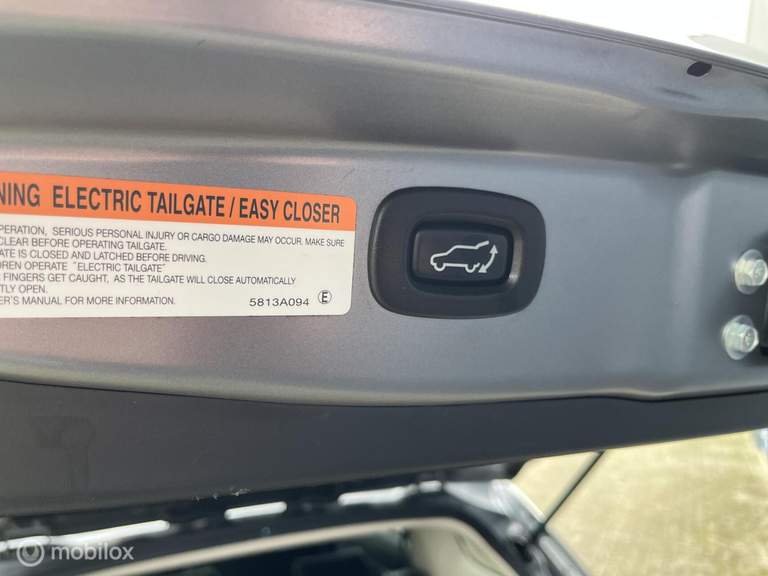 NING ELECTRIC TAILGATE / EASY CLOSER
PERATION, SERIOUS PERSONAL INJURY OR CARGO DAMAGE MAY OCCUR. MAKE SURE
CLEAR BEFORE OPERATING TAILGATE.
ATE IS CLOSED AND LATCHED BEFORE DRIVING.
REN OPERATE "ELECTRIC TAILGATE"
FINGERS GET CAUGHT, AS THE TAILGATE WILL CLOSE AUTOMATICALLY
TLY OPEN.
ER'S MANUAL FOR MORE INFORMATION. 5813A094 E
mobilox